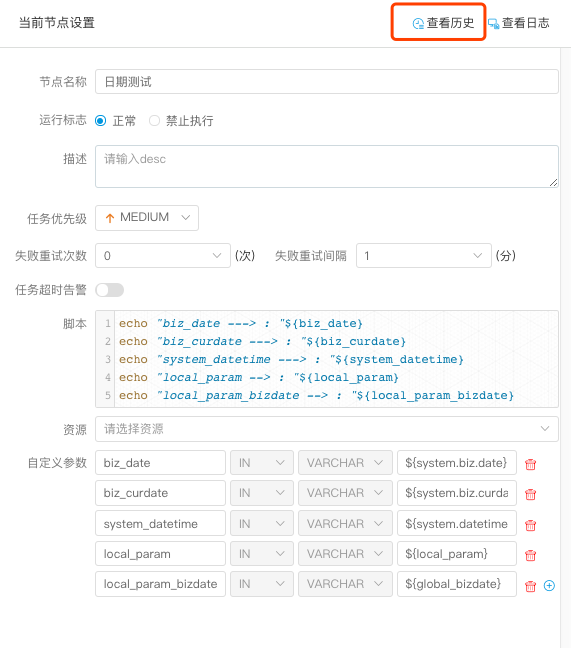 当前节点设置 查看历史 查看日志
节点名称 日期测试
运行标志 正常 禁止执行
描述 请输入desc
任务优先级 MEDIUM
失败重试次数 0 (次) 失败重试间隔 1 (分)
任务超时告警
脚本 1 echo "biz_date ---> : "${biz_date}
2 echo "biz_curdate ---> : "${biz_curdate}
3 echo "system_datetime ---> : "${system_datetime}
4 echo "local_param --> : "${local_param}
5 echo "local_param_bizdate --> : "${local_param_bizdate}
资源 请选择资源
自定义参数 biz_date IN VARCHAR ${system.biz.date}
biz_curdate IN VARCHAR ${system.biz.curda
system_datetime IN VARCHAR ${system.datetime
local_param IN VARCHAR ${local_param}
local_param_bizdate IN VARCHAR ${global_bizdate}